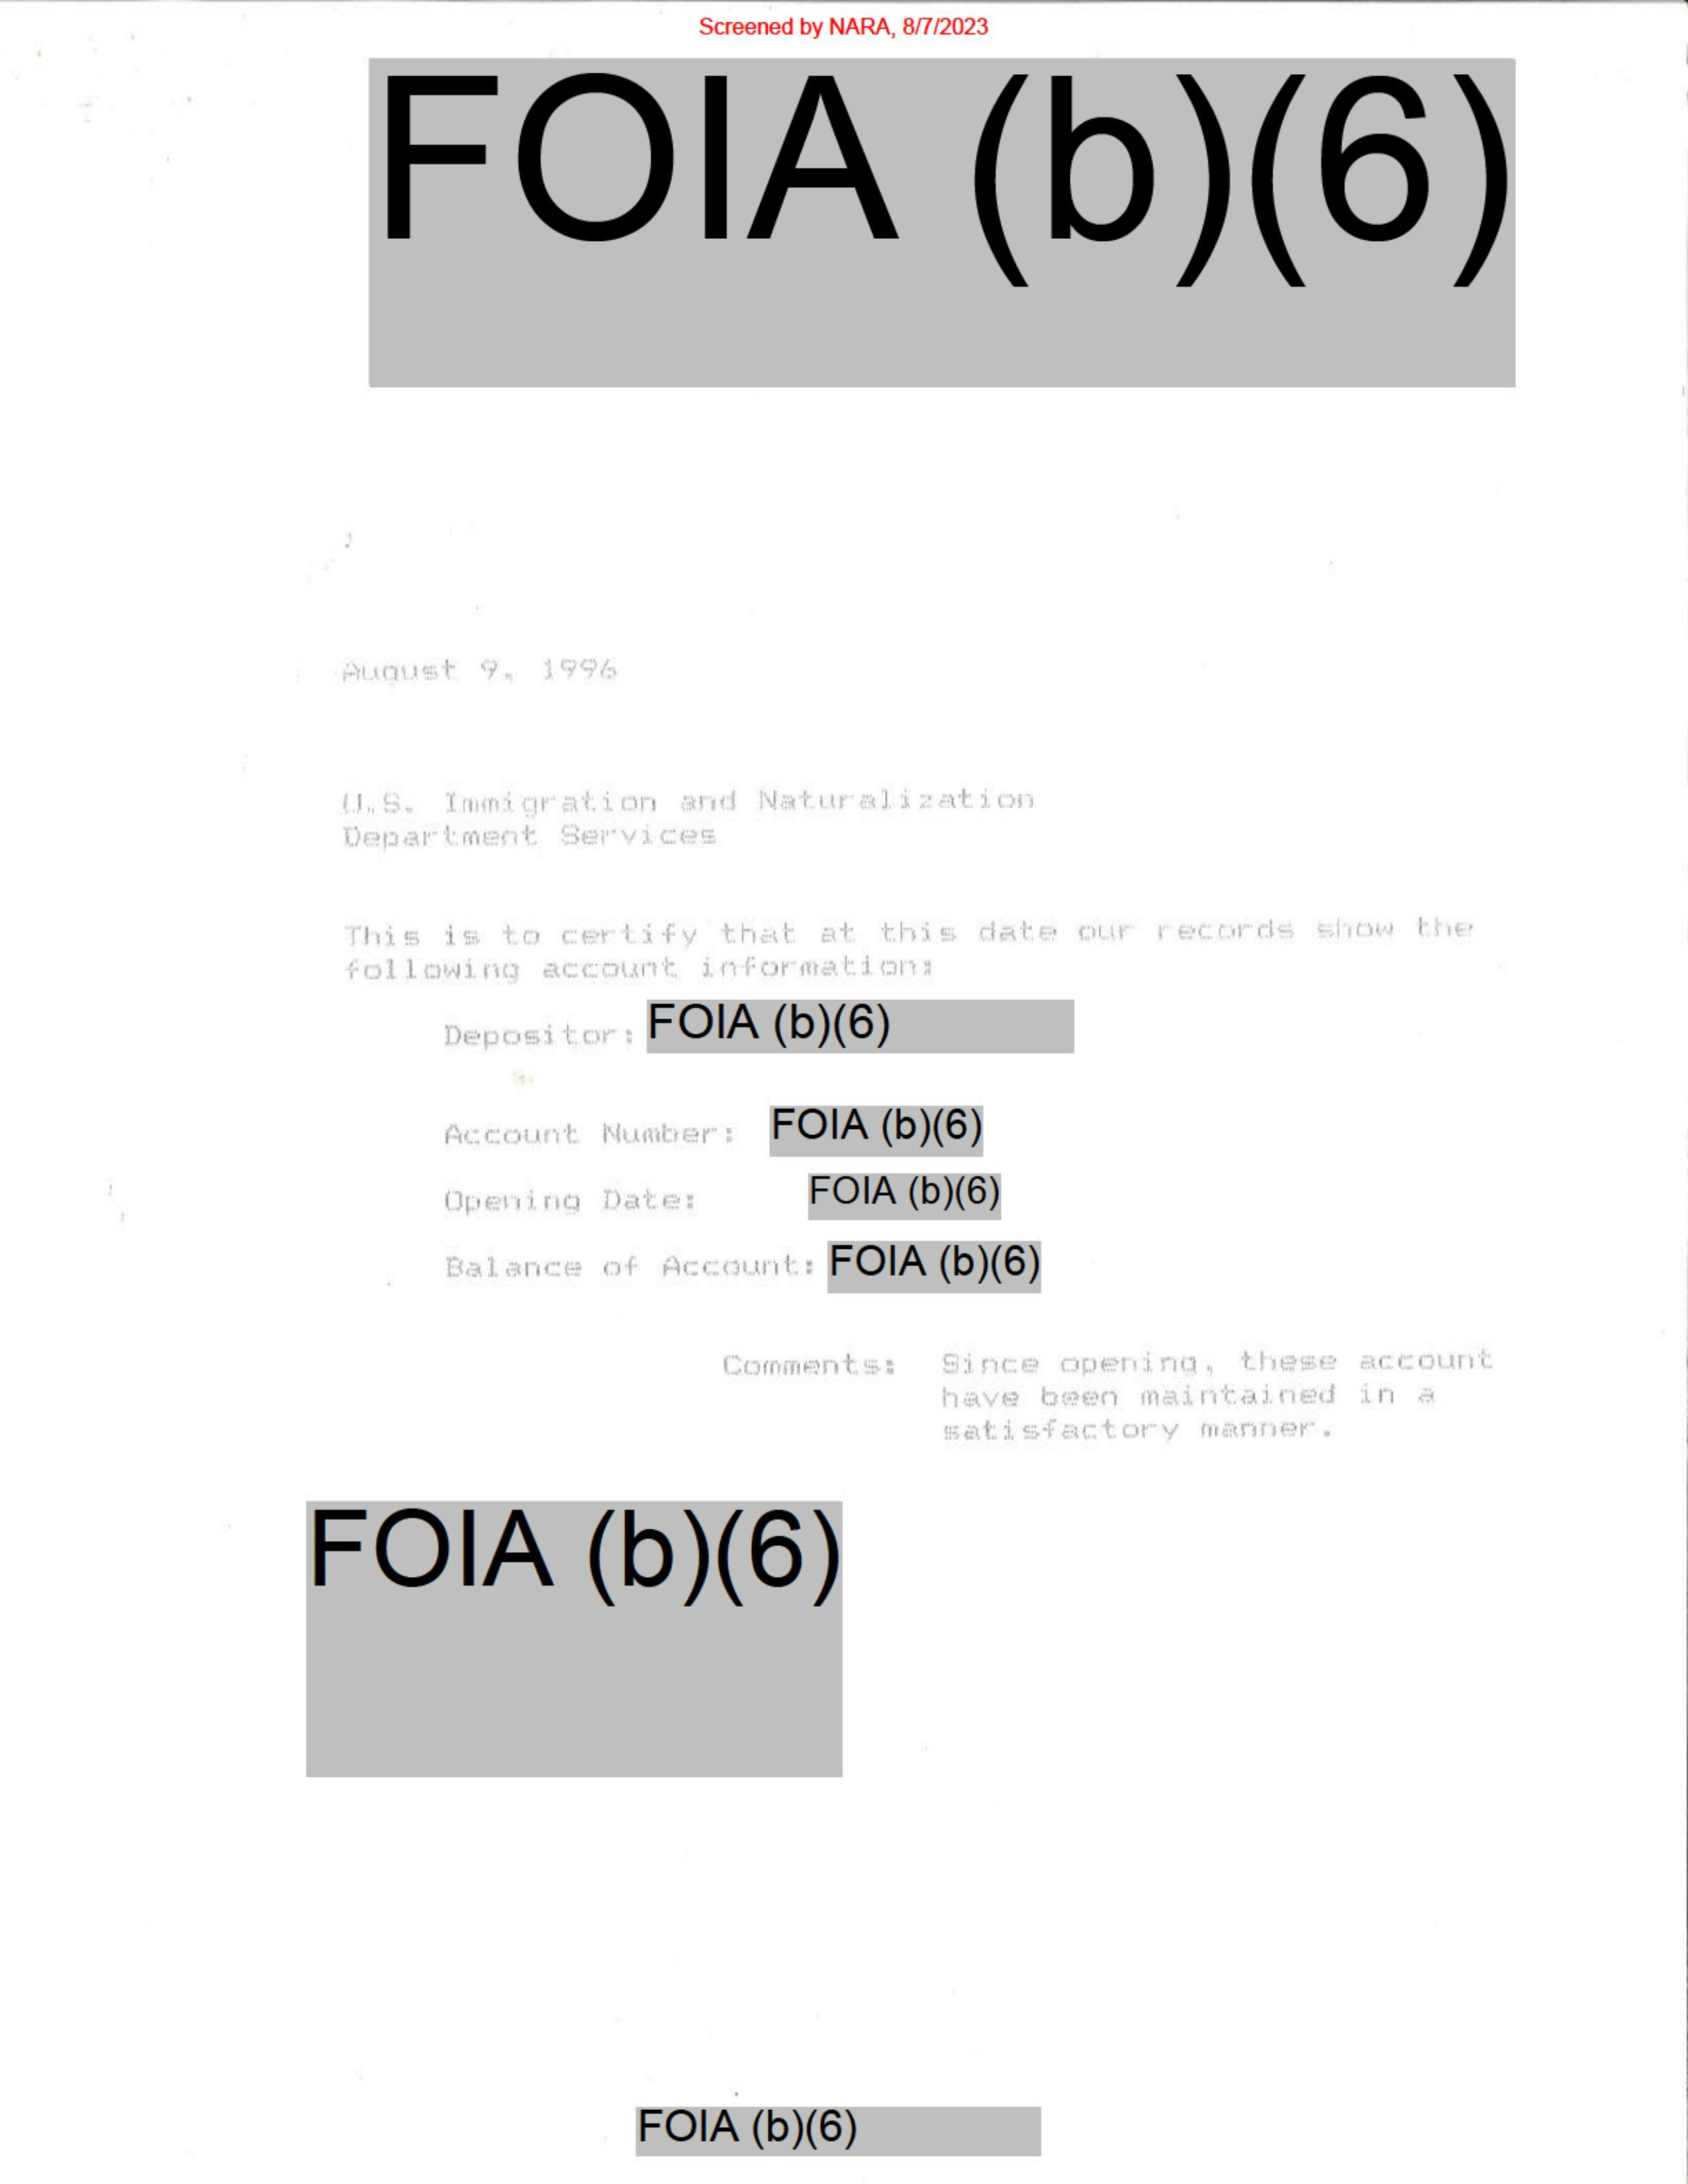 Screened by NARA, 8/7/2023
FOIA (b)(6)
August 9, 1996
U.S. Immigration and Naturalization
Department Services
This is to certify that at this date our records show the
following account information:
Depositor: FOIA (b)(6)
Account Number: FOIA (b)(6)
Opening Date: FOIA (b)(6)
Balance of Account: FOIA (b)(6)
Comments: Since opening, these account
have been maintained in a
satisfactory manner.
FOIA (b)(6)
FOIA (b)(6)